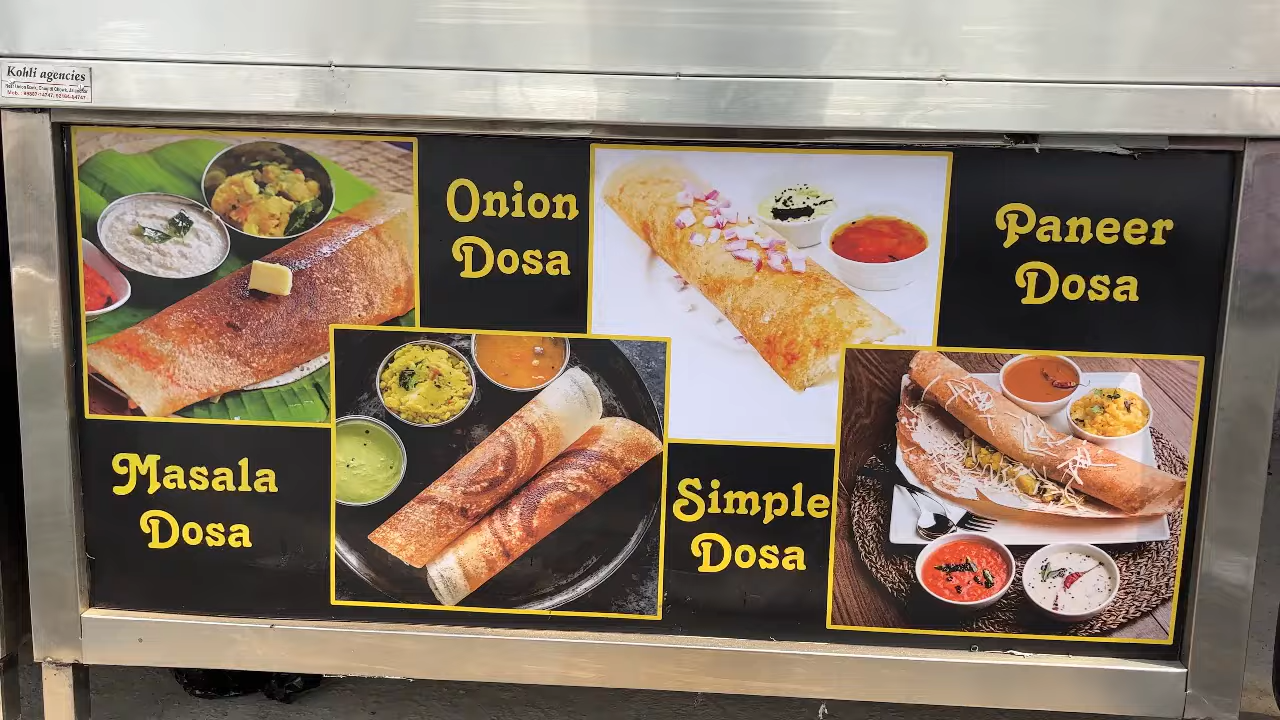 Kohli agencies
Onion
Dosa
Paneer
Dosa
Masala
Dosa
Simple
Dosa